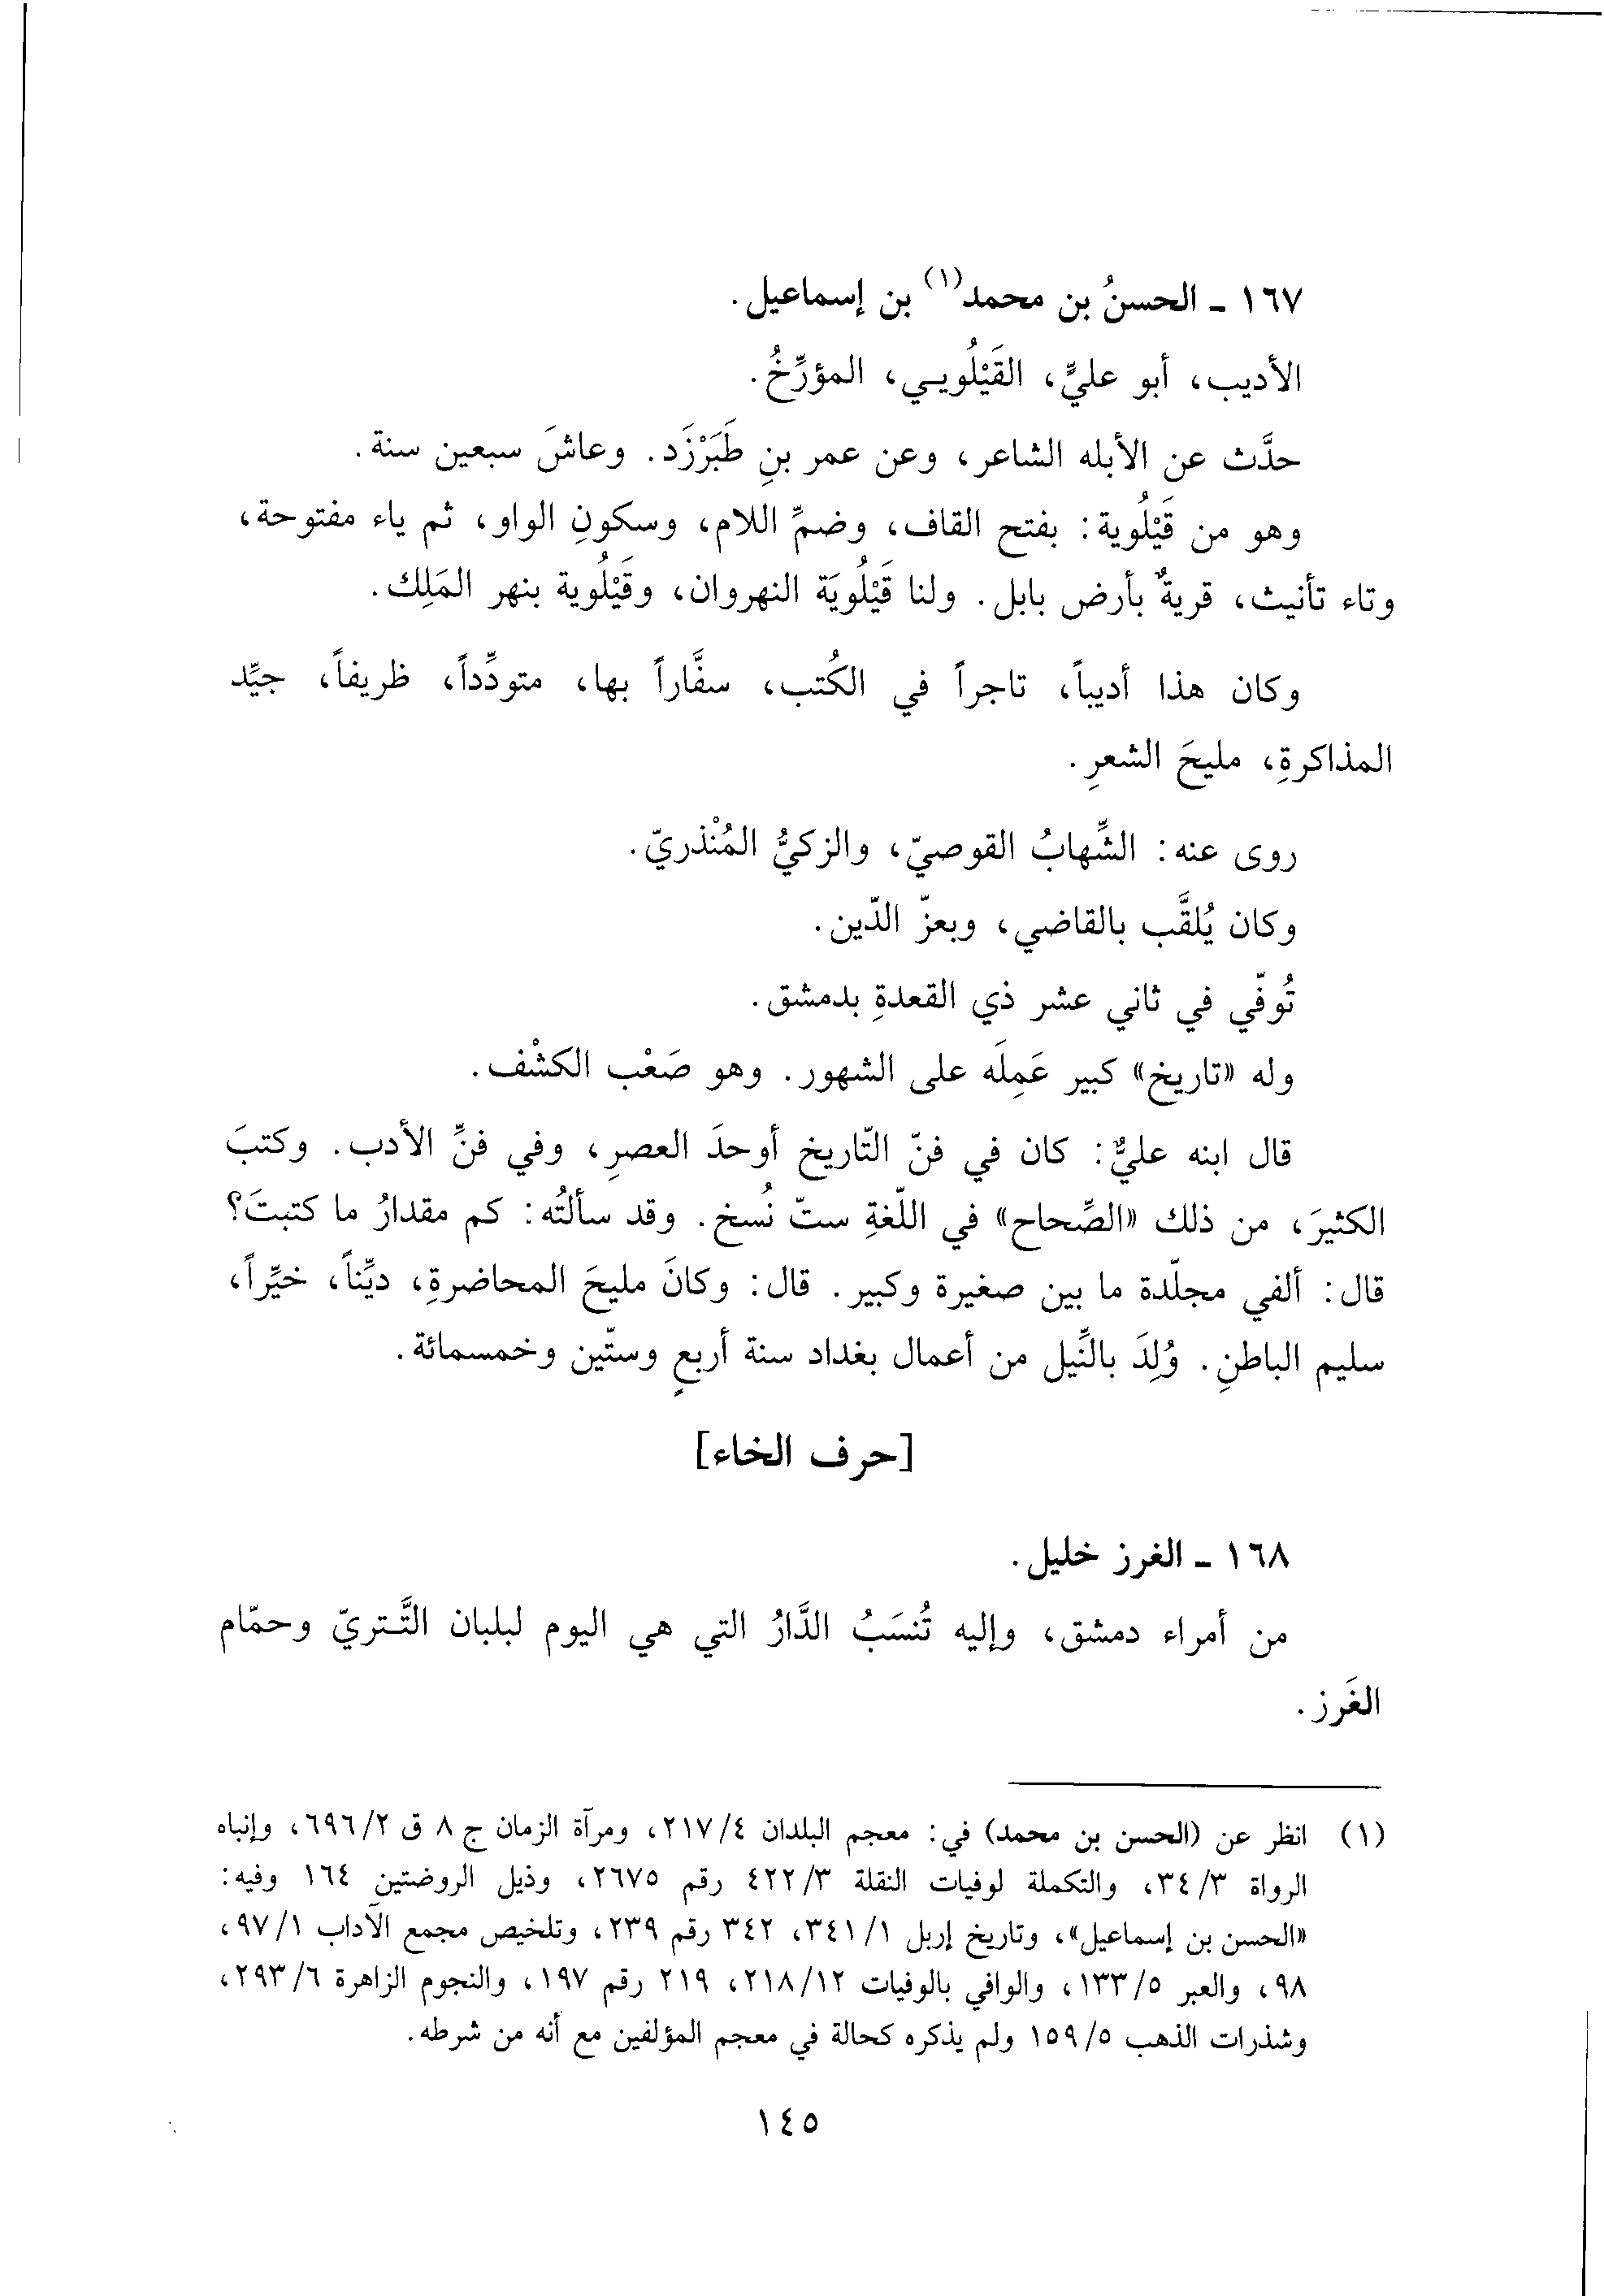 ١٦٧ - الحسنُ بن محمد(١) بن إسماعيل.
الأديب، أبو عليٍّ، القَيْلُويـي، المؤرِّخُ.
حدَّث عن الأبله الشاعر، وعن عمر بنِ طَبَرْزَد. وعاشَ سبعين سنة.
وهو من قَيْلُوية: بفتح القاف، وضمِّ اللام، وسكونِ الواو، ثم ياء مفتوحة،
وتاء تأنيث، قريةٌ بأرض بابل. ولنا قَيْلُويَة النهروان، وقَيْلُوية بنهر المَلِك.
وكان هذا أديباً، تاجراً في الكُتب، سفَّاراً بها، متودِّداً، ظريفاً، جيِّد
المذاكرةِ، مليحَ الشعرِ.
روى عنه: الشِّهابُ القوصيّ، والزكيُّ المُنْذريّ.
وكان يُلقَّب بالقاضي، وبعزّ الدّين.
تُوفّي في ثاني عشر ذي القعدةِ بدمشق.
وله «تاريخ» كبير عَمِلَه على الشهور. وهو صَعْب الكشْف.
قال ابنه عليٌّ: كان في فنّ التّاريخ أوحدَ العصرِ، وفي فنِّ الأدب. وكتبَ
الكثيرَ، من ذلك «الصِّحاح» في اللّغةِ ستّ نُسخ. وقد سألتُه: كم مقدارُ ما كتبتَ؟
قال: ألفي مجلّدة ما بين صغيرة وكبير. قال: وكانَ مليحَ المحاضرةِ، ديِّناً، خيِّراً،
سليم الباطنِ. وُلِدَ بالنِّيل من أعمال بغداد سنة أربعٍ وستّين وخمسمائة.
[حرف الخاء]
١٦٨ - الغرز خليل.
من أمراء دمشق، وإليه تُنسَبُ الدَّارُ التي هي اليوم لبلبان التَّـتريّ وحمّام
الغَرز.
(١) انظر عن (الحسن بن محمد) في: معجم البلدان ٢١٧/٤، ومرآة الزمان ج ٨ ق ٦٩٦/٢، وإنباه
الرواة ٣٤/٣، والتكملة لوفيات النقلة ٤٢٢/٣ رقم ٢٦٧٥، وذيل الروضتين ١٦٤ وفيه:
«الحسن بن إسماعيل»، وتاريخ إربل ٣٤١/١، ٣٤٢ رقم ٢٣٩، وتلخيص مجمع الآداب ٩٧/١،
٩٨، والعبر ١٣٣/٥، والوافي بالوفيات ٢١٨/١٢، ٢١٩ رقم ١٩٧، والنجوم الزاهرة ٢٩٣/٦،
وشذرات الذهب ١٥٩/٥ ولم يذكره كحالة في معجم المؤلفين مع أنه من شرطه.
١٤٥